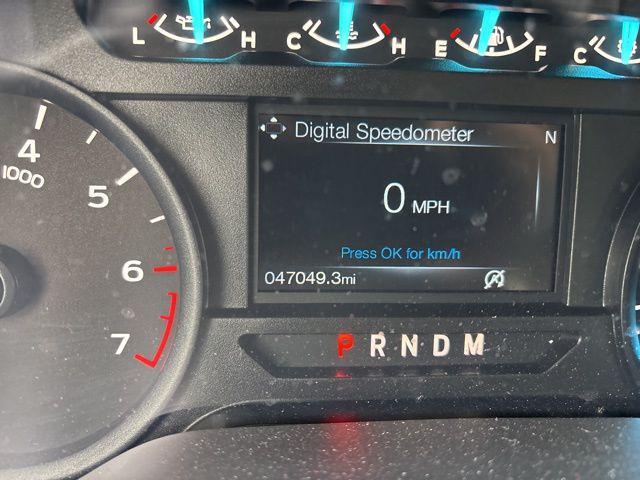 L H C H E F C
Digital Speedometer N
4
1000
5
0 MPH
Press OK for km/h
6
047049.3mi
7
P R N D M